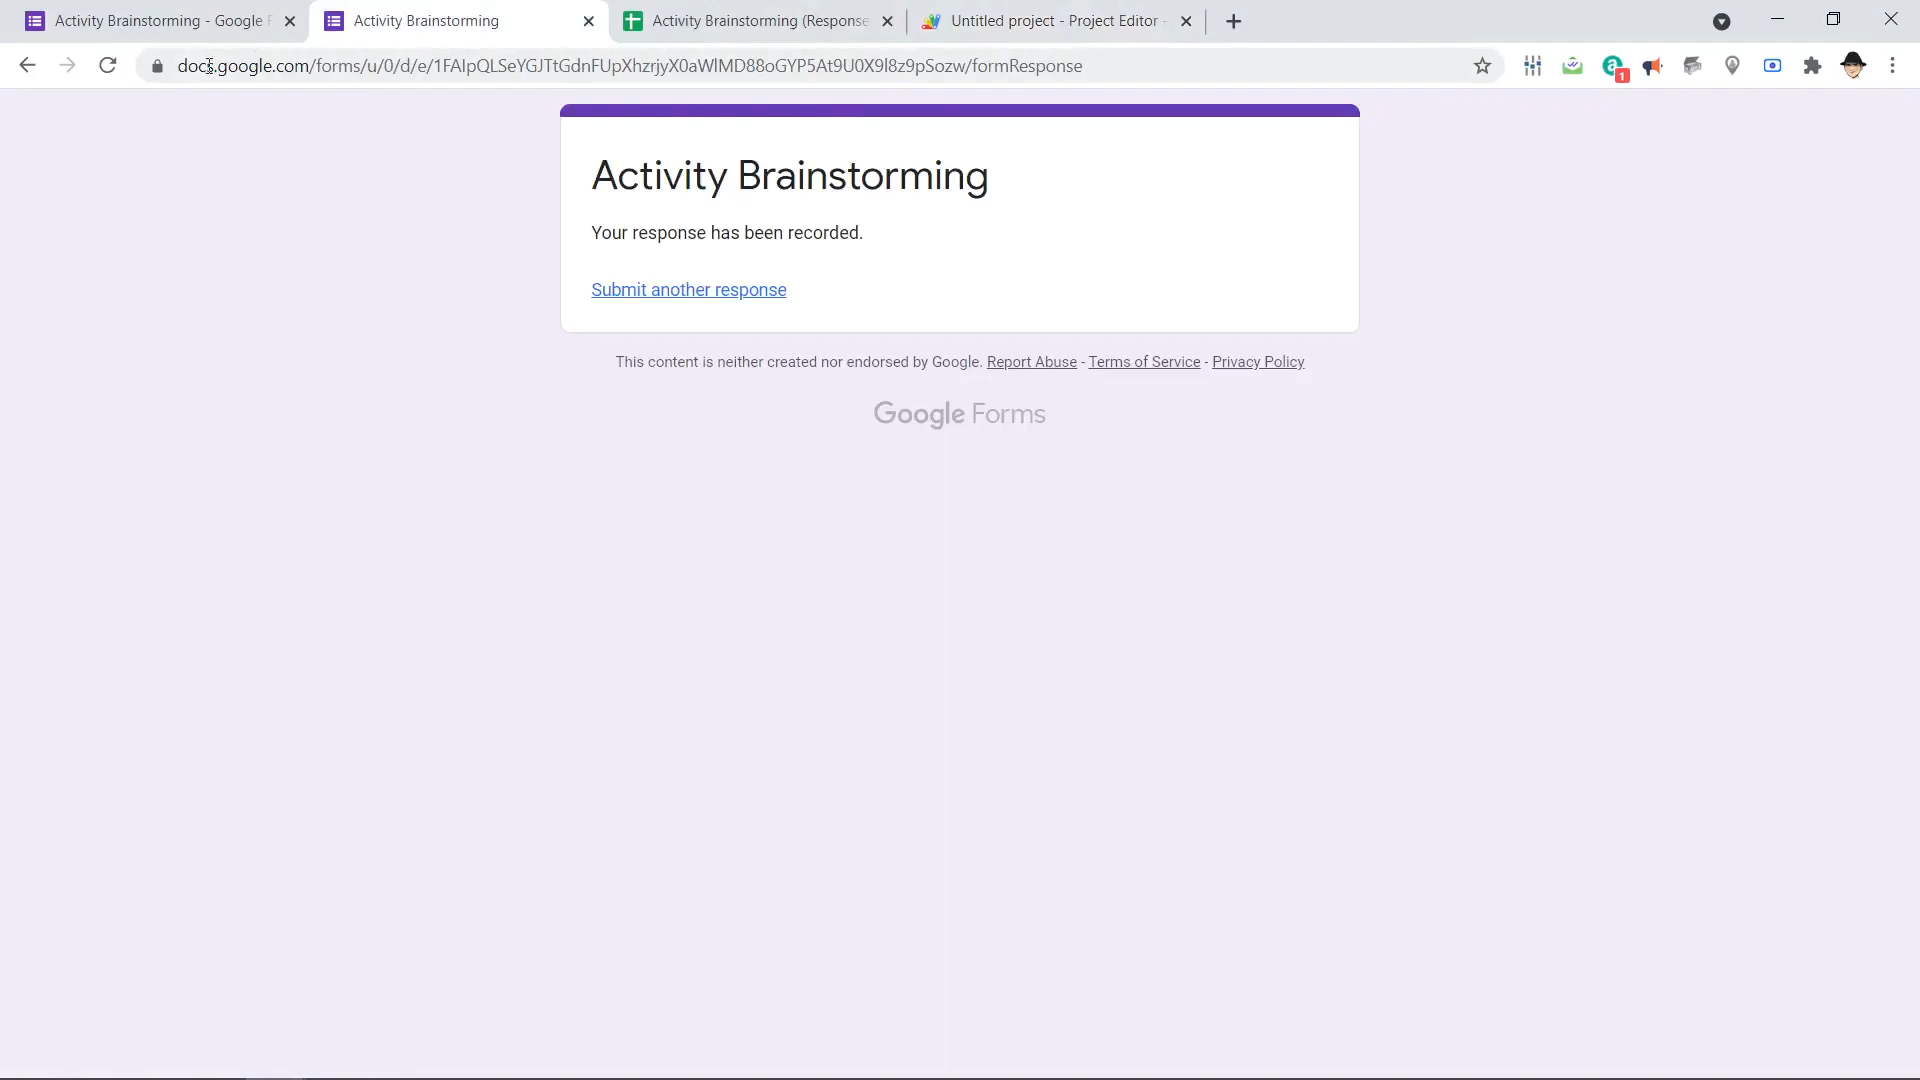 Activity Brainstorming - Google F
Activity Brainstorming
Activity Brainstorming (Response
Untitled project - Project Editor -
docs.google.com/forms/u/0/d/e/1FAIpQLSeYGJTtGdnFUpXhzrjyX0aWlMD88oGYP5At9U0X9l8z9pSozw/formResponse
1
Activity Brainstorming
Your response has been recorded.
Submit another response
This content is neither created nor endorsed by Google. Report Abuse - Terms of Service - Privacy Policy
Google Forms